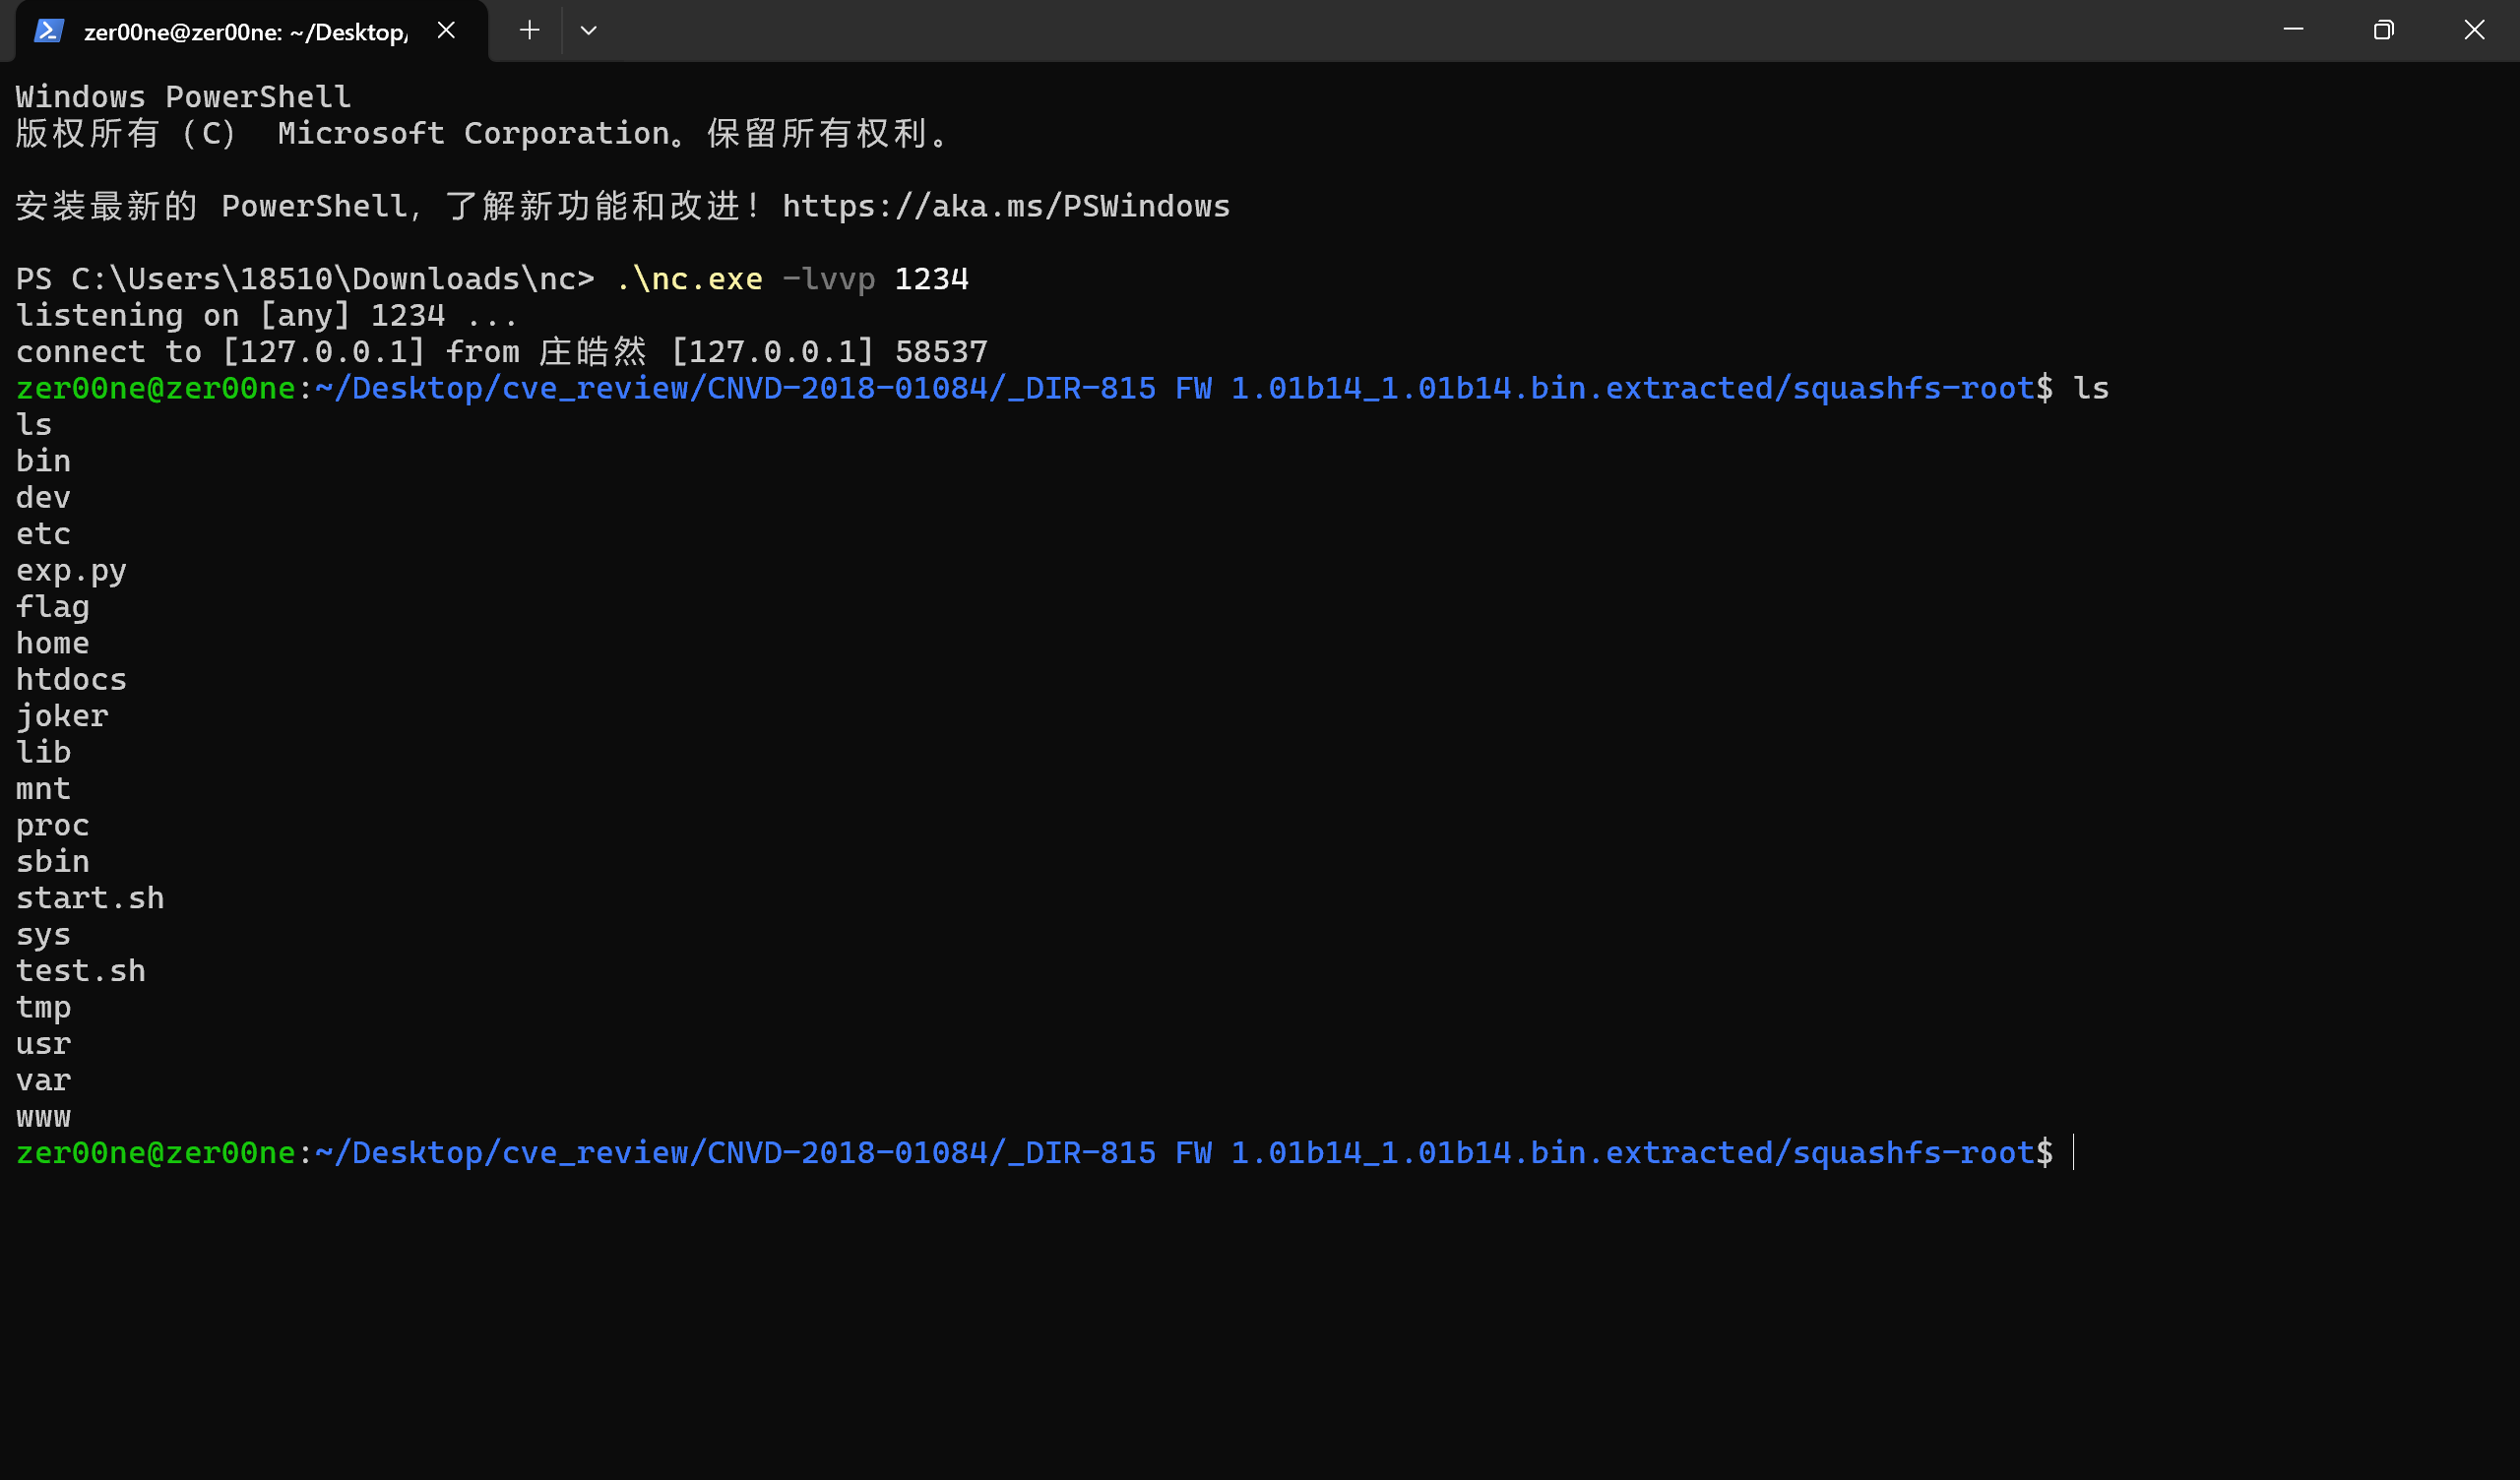 zer00ne@zer00ne: ~/Desktop/
Windows PowerShell
版权所有（C） Microsoft Corporation。保留所有权利。
安装最新的 PowerShell，了解新功能和改进！https://aka.ms/PSWindows
PS C:\Users\18510\Downloads\nc> .\nc.exe -lvvp 1234
listening on [any] 1234 ...
connect to [127.0.0.1] from 庄皓然 [127.0.0.1] 58537
zer00ne@zer00ne:~/Desktop/cve_review/CNVD-2018-01084/_DIR-815 FW 1.01b14_1.01b14.bin.extracted/squashfs-root$ ls
ls
bin
dev
etc
exp.py
flag
home
htdocs
joker
lib
mnt
proc
sbin
start.sh
sys
test.sh
tmp
usr
var
www
zer00ne@zer00ne:~/Desktop/cve_review/CNVD-2018-01084/_DIR-815 FW 1.01b14_1.01b14.bin.extracted/squashfs-root$